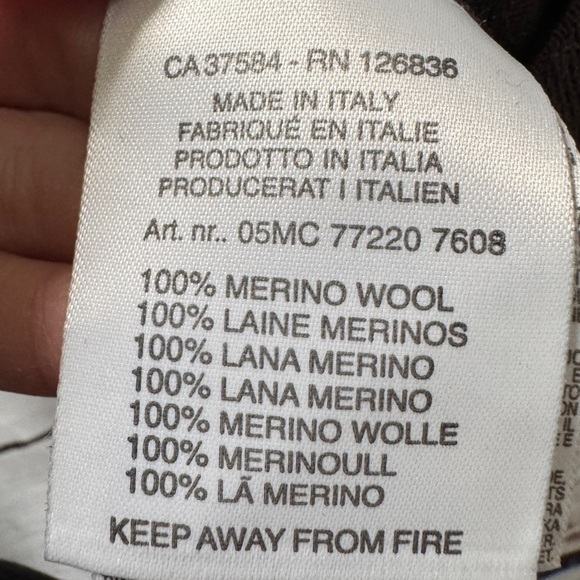 CA 37584 - RN 126836
MADE IN ITALY
FABRIQUÉ EN ITALIE
PRODOTTO IN ITALIA
PRODUCERAT I ITALIEN
Art. nr.. 05MC 77220 7608
100% MERINO WOOL
100% LAINE MERINOS
100% LANA MERINO
100% LANA MERINO
100% MERINO WOLLE
100% MERINOULL
100% LÃ MERINO
KEEP AWAY FROM FIRE